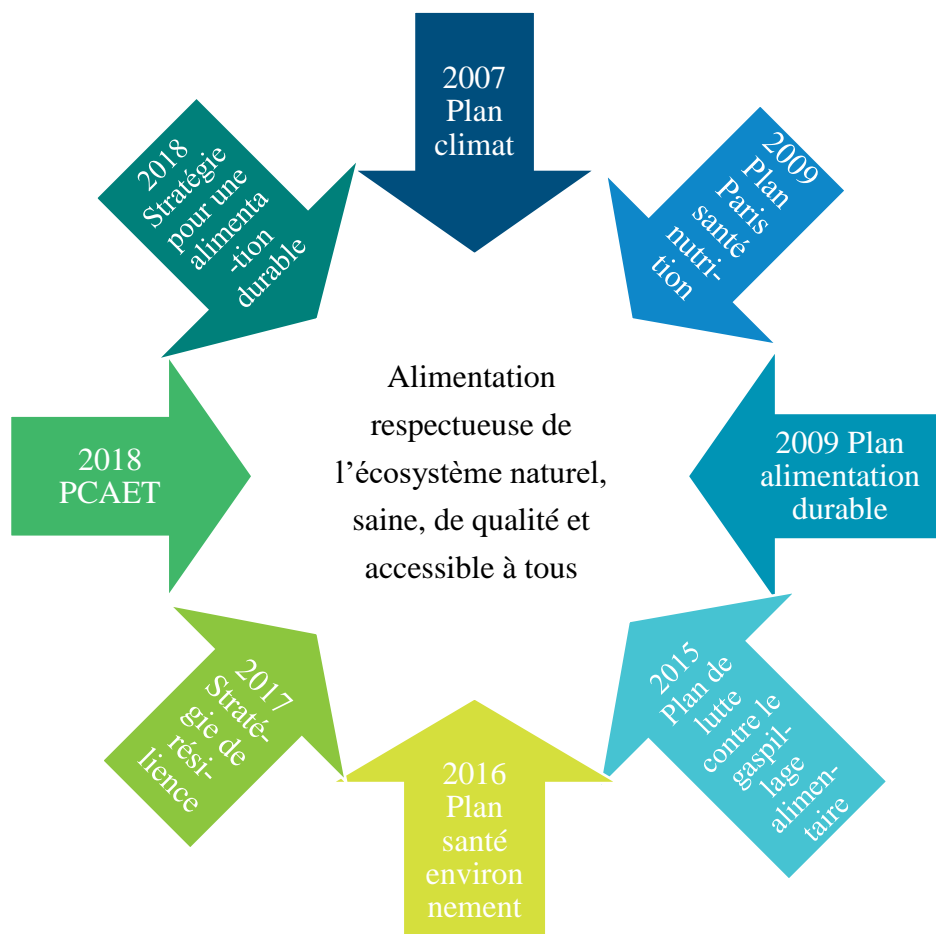 2007
Plan
climat
2009
Plan
Paris
santé
nutri-
tion
2009 Plan
alimentation
durable
2015
Plan de
lutte
contre le
gaspil-
lage
alimen-
taire
2016
Plan
santé
environ
nement
2017
Straté-
gie de
rési-
lience
2018
PCAET
2018
Stratégie
pour une
alimenta
-tion
durable
Alimentation
respectueuse de
l’écosystème naturel,
saine, de qualité et
accessible à tous